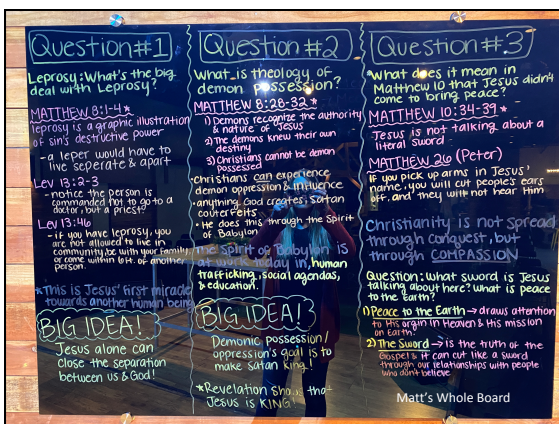 Question #1
Leprosy: What's the big
deal with Leprosy?
MATTHEW 8:1-4*
leprosy is a graphic illustration
of sin's destructive power
- a leper would have to
live seperate & apart
Lev 13:2-3
- notice the person is
commanded not to go to a
doctor, but a priest!
Lev 13:46
- if you have leprosy, you
are not allowed to live in
community, be with your family,
or come within 6ft. of another
person.
*This is Jesus' first miracle
towards another human being
BIG IDEA!
Jesus alone can
close the separation
between us & God!
Question #2
What is theology of
demon possession?
MATTHEW 8:28-32*
1) Demons recognize the authority
& nature of Jesus
2) The demons knew their own
destiny
3) Christians cannot be demon
possessed
- Christians can experience
demon oppression & influence
- anything God creates, Satan
counterfeits
- He does this through the Spirit
of Babylon
The Spirit of Babylon is
at work today in, human
trafficking, social agendas,
& education!
BIG IDEA!
Demonic possession/
oppression's goal is to
make satan king!
*Revelation shows that
Jesus is KING!
Question #3
What does it mean in
Matthew 10 that Jesus didn't
come to bring peace?
MATTHEW 10:34-39*
Jesus is not talking about a
literal sword
MATTHEW 26 (Peter)
If you pick up arms in Jesus'
name, you will cut people's ears
off, and they will not hear Him
Christianity is not spread
through conquest, but
through COMPASSION
Question: what sword is Jesus
talking about here? what is peace
to the earth?
1) Peace to the Earth → draws attention
to His orgin in Heaven & His mission
on Earth!
2) The Sword → is the truth of the
Gospel & it can cut like a sword
through our relationships with people
who don't believe
Matt's Whole Board